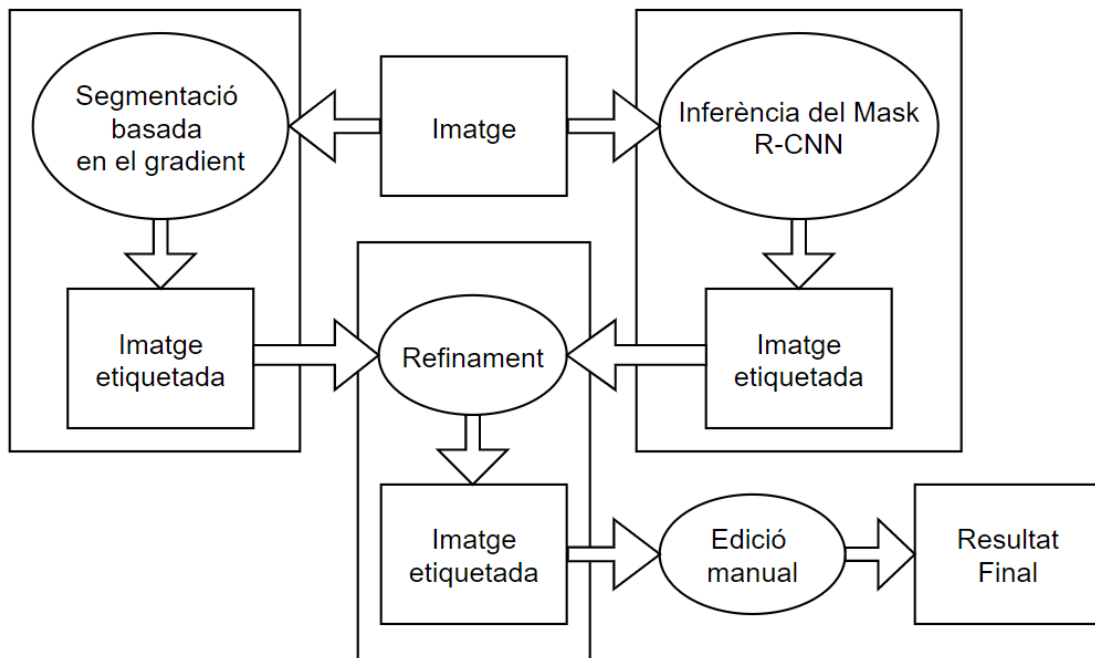 Segmentació
basada
en el gradient
Imatge
Inferència del Mask
R-CNN
Imatge
etiquetada
Refinament
Imatge
etiquetada
Imatge
etiquetada
Edició
manual
Resultat
Final